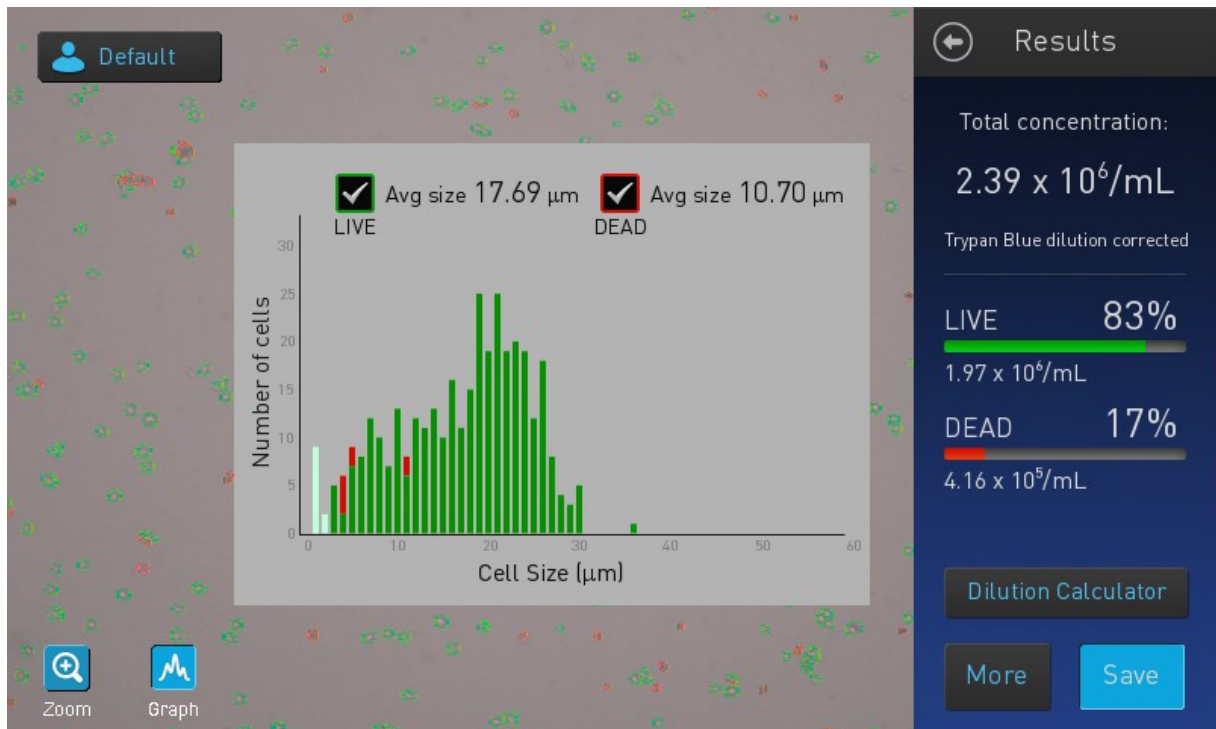 Default
Results
Total concentration:
2.39 x 10⁶/mL
Trypan Blue dilution corrected
LIVE 83%
1.97 x 10⁶/mL
DEAD 17%
4.16 x 10⁵/mL
Dilution Calculator
More Save
Avg size 17.69 μm Avg size 10.70 μm
LIVE DEAD
Number of cells
30
25
20
15
10
5
0
0 10 20 30 40 50 60
Cell Size (μm)
Zoom Graph